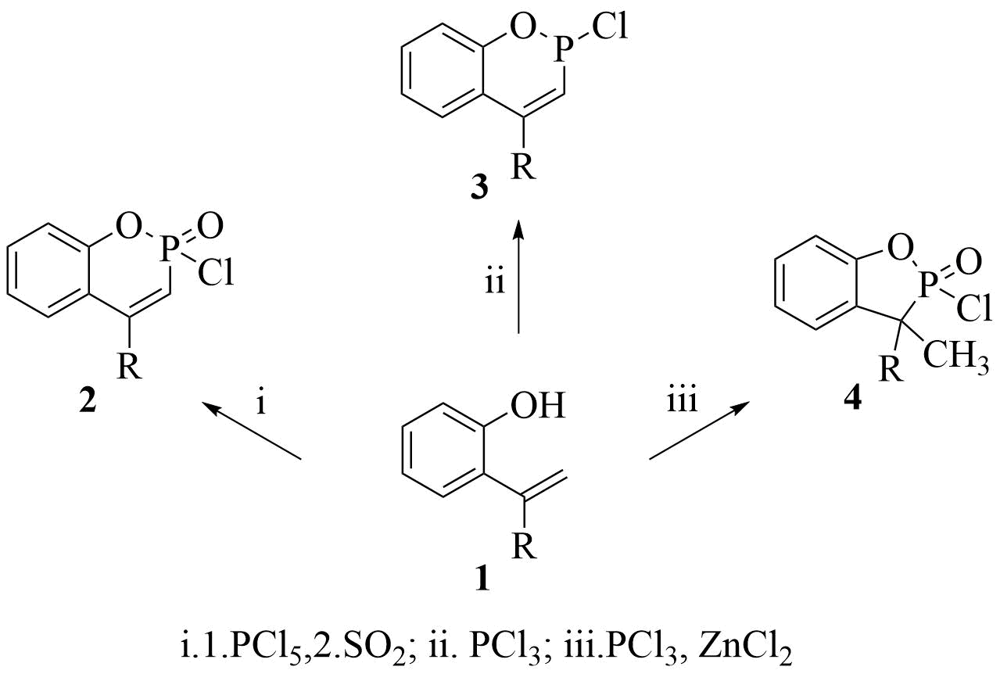 O
P
Cl
R
3
O
P
O
Cl
R
2
ii
O
P
O
Cl
R
CH₃
4
i
iii
OH
R
1
i.1.PCl₅,2.SO₂; ii. PCl₃; iii.PCl₃, ZnCl₂